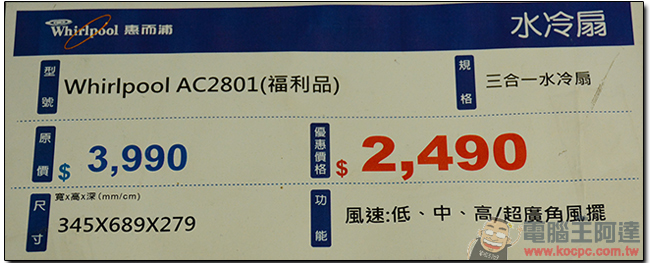 Whirlpool 惠而浦
水冷扇
型號 Whirlpool AC2801(福利品)
規格 三合一水冷扇
原價 $ 3,990
優惠價格 $ 2,490
尺寸 寬x高x深(mm/cm)
345X689X279
功能 風速:低、中、高/超廣角風擺
電腦王阿達
http://www.kocpc.com.tw